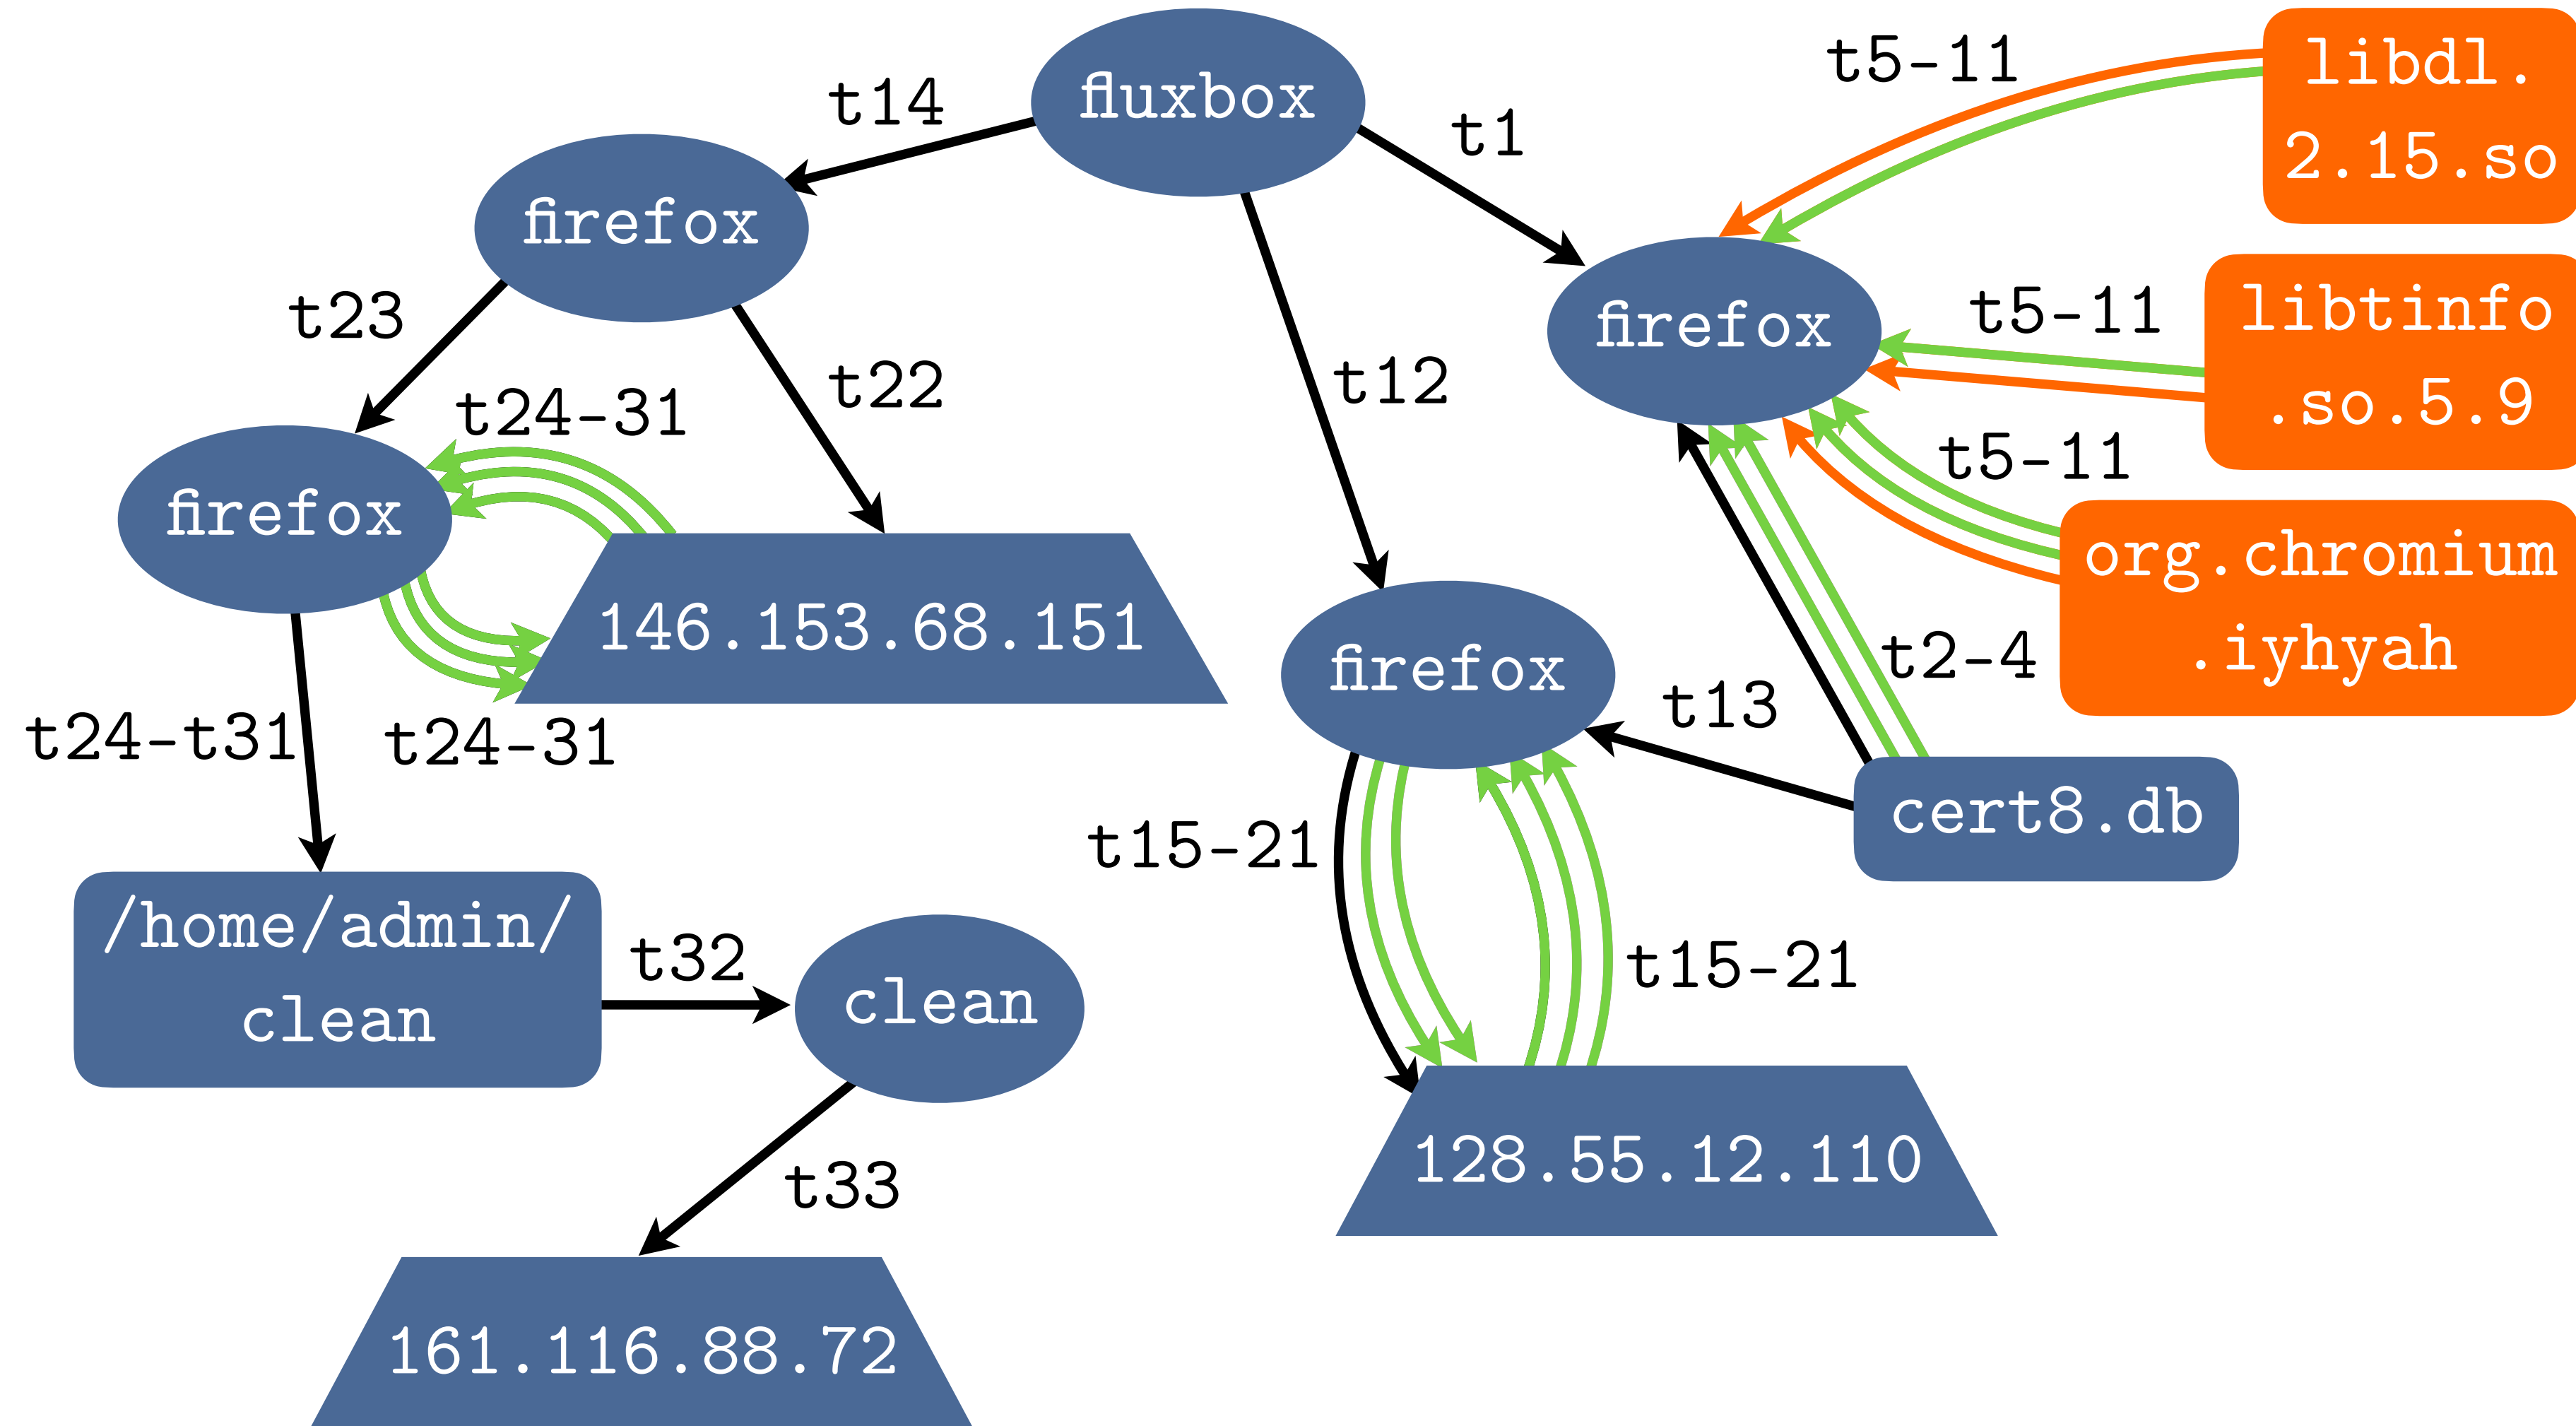 fluxbox
t14
t1
t5-11
libdl.
2.15.so
firefox
firefox
t23
t22
t12
t5-11
libtinfo
.so.5.9
t24-31
t5-11
firefox
org.chromium
.iyhyah
146.153.68.151
firefox
t2-4
t13
t24-t31
t24-31
cert8.db
t15-21
/home/admin/
clean
t32
clean
t15-21
128.55.12.110
t33
161.116.88.72